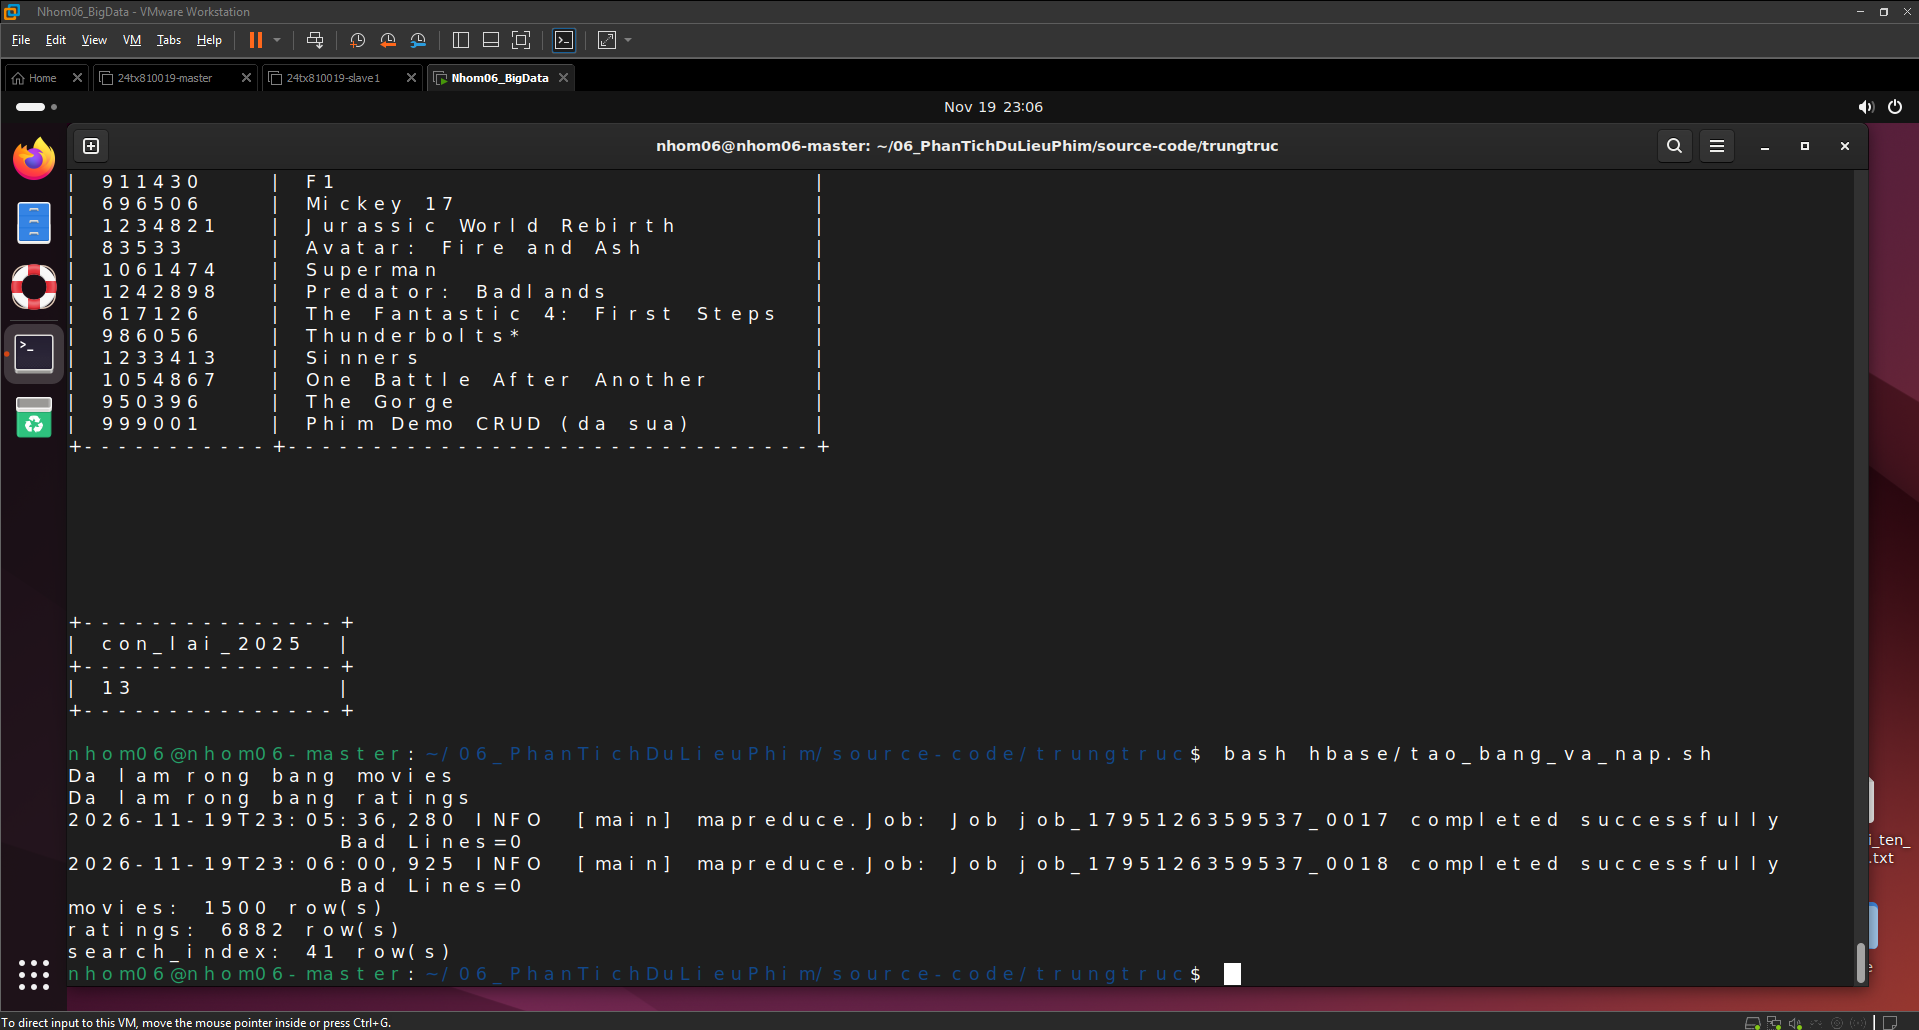 Nhom06_BigData - VMware Workstation
File Edit View VM Tabs Help
Home 24tx810019-master 24tx810019-slave1 Nhom06_BigData
Nov 19 23:06
nhom06@nhom06-master: ~/06_PhanTichDuLieuPhim/source-code/trungtruc
| 911430 | F1 |
| 696506 | Mickey 17 |
| 1234821 | Jurassic World Rebirth |
| 83533 | Avatar: Fire and Ash |
| 1061474 | Superman |
| 1242898 | Predator: Badlands |
| 617126 | The Fantastic 4: First Steps |
| 986056 | Thunderbolts* |
| 1233413 | Sinners |
| 1054867 | One Battle After Another |
| 950396 | The Gorge |
| 999001 | Phim Demo CRUD (da sua) |
+-----------+-------------------------------+
+---------------+
| con_lai_2025 |
+---------------+
| 13 |
+---------------+
nhom06@nhom06-master:~/06_PhanTichDuLieuPhim/source-code/trungtruc$ bash hbase/tao_bang_va_nap.sh
Da lam rong bang movies
Da lam rong bang ratings
2026-11-19T23:05:36,280 INFO [main] mapreduce.Job: Job job_1795126359537_0017 completed successfully
Bad Lines=0
2026-11-19T23:06:00,925 INFO [main] mapreduce.Job: Job job_1795126359537_0018 completed successfully
Bad Lines=0
movies: 1500 row(s)
ratings: 6882 row(s)
search_index: 41 row(s)
nhom06@nhom06-master:~/06_PhanTichDuLieuPhim/source-code/trungtruc$
i_ten_
.txt
e
To direct input to this VM, move the mouse pointer inside or press Ctrl+G.